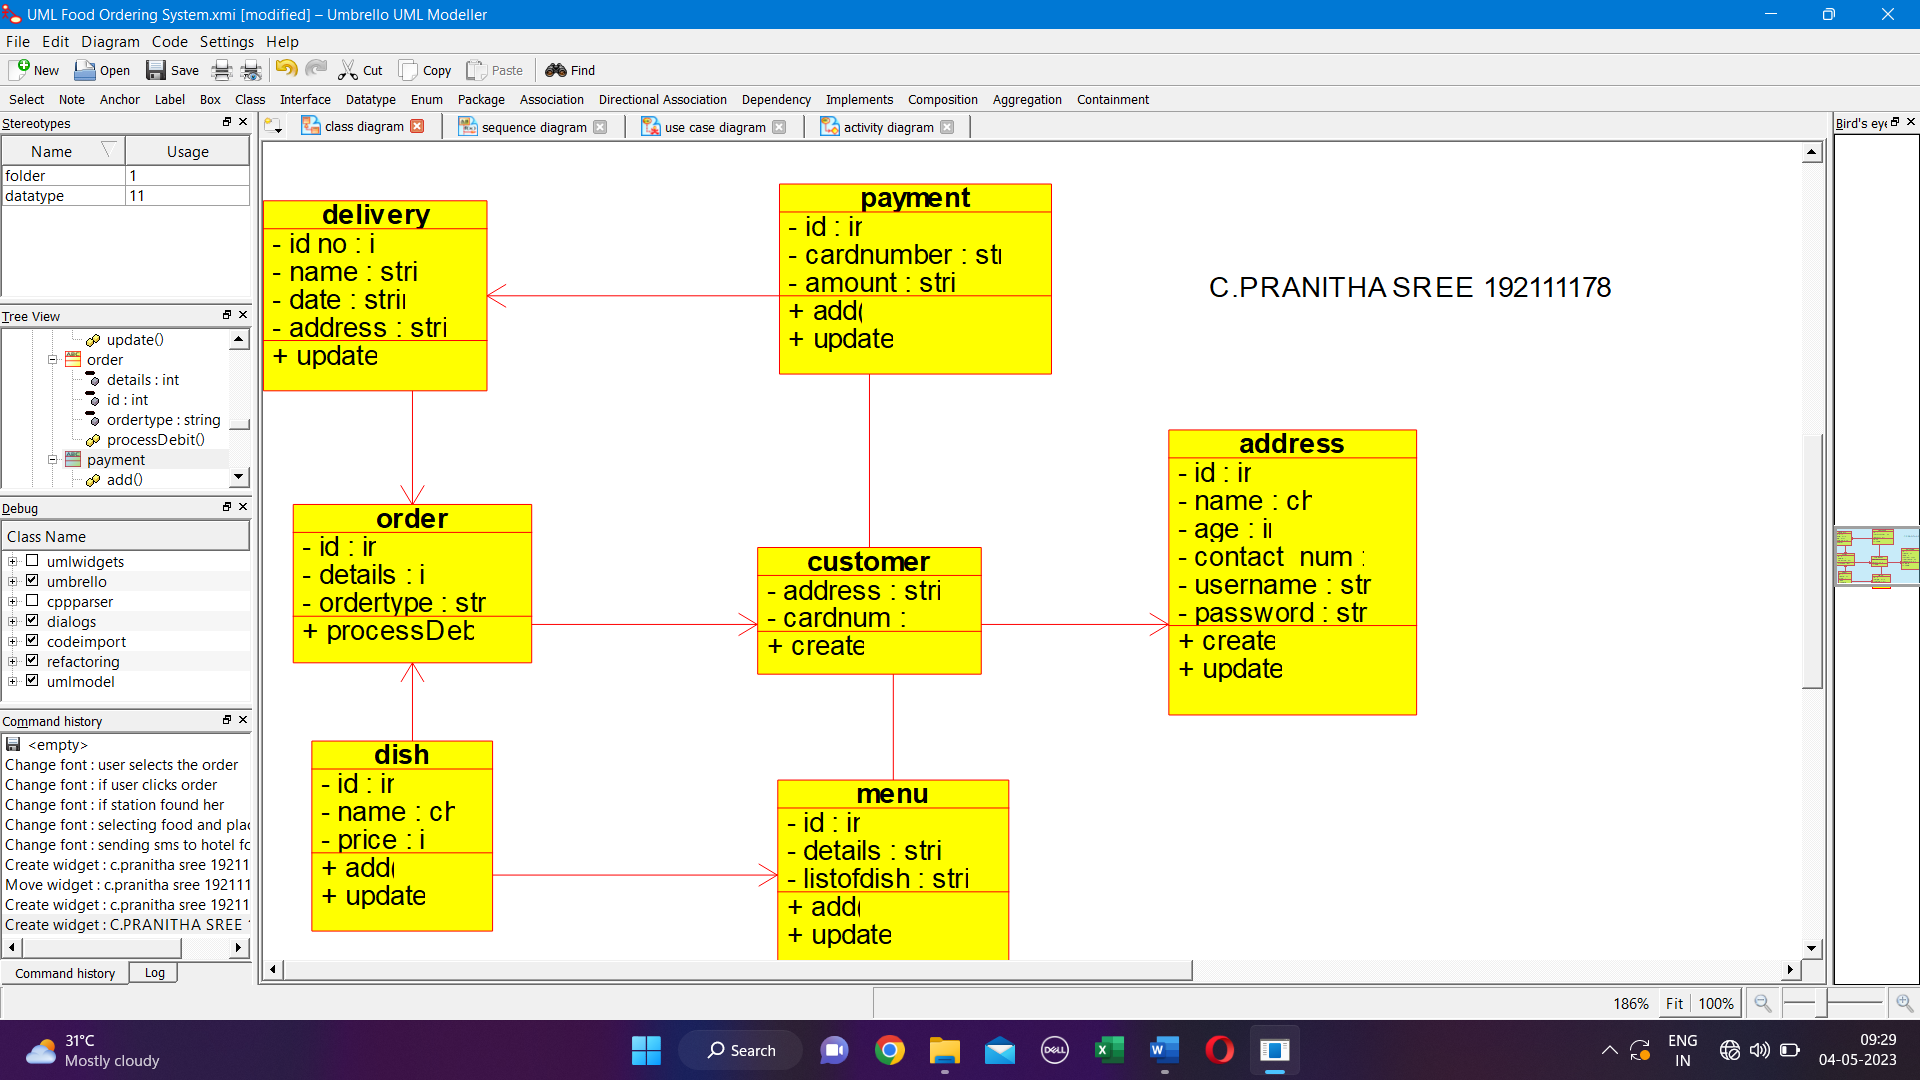 UML Food Ordering System.xmi [modified] – Umbrello UML Modeller
File Edit Diagram Code Settings Help
New Open Save Cut Copy Paste Find
Select Note Anchor Label Box Class Interface Datatype Enum Package Association Directional Association Dependency Implements Composition Aggregation Containment
Stereotypes
Name Usage
folder 1
datatype 11
Tree View
update()
order
details : int
id : int
ordertype : string
processDebit()
payment
add()
Debug
Class Name
umlwidgets
umbrello
cppparser
dialogs
codeimport
refactoring
umlmodel
Command history
<empty>
Change font : user selects the order
Change font : if user clicks order
Change font : if station found her
Change font : selecting food and plac
Change font : sending sms to hotel fo
Create widget : c.pranitha sree 19211
Move widget : c.pranitha sree 192111
Create widget : c.pranitha sree 19211
Create widget : C.PRANITHA SREE
Command history Log
class diagram sequence diagram use case diagram activity diagram
delivery
- id no : i
- name : stri
- date : strin
- address : stri
+ update
payment
- id : in
- cardnumber : stri
- amount : stri
+ add(
+ update
C.PRANITHA SREE 192111178
order
- id : in
- details : i
- ordertype : str
+ processDeb
customer
- address : stri
- cardnum :
+ create
address
- id : in
- name : ch
- age : in
- contact num :
- username : str
- password : str
+ create
+ update
dish
- id : in
- name : ch
- price : i
+ add(
+ update
menu
- id : in
- details : stri
- listofdish : stri
+ add(
+ update
Bird's eye
186% Fit 100%
31°C
Mostly cloudy
Search
DELL
ENG
IN
09:29
04-05-2023